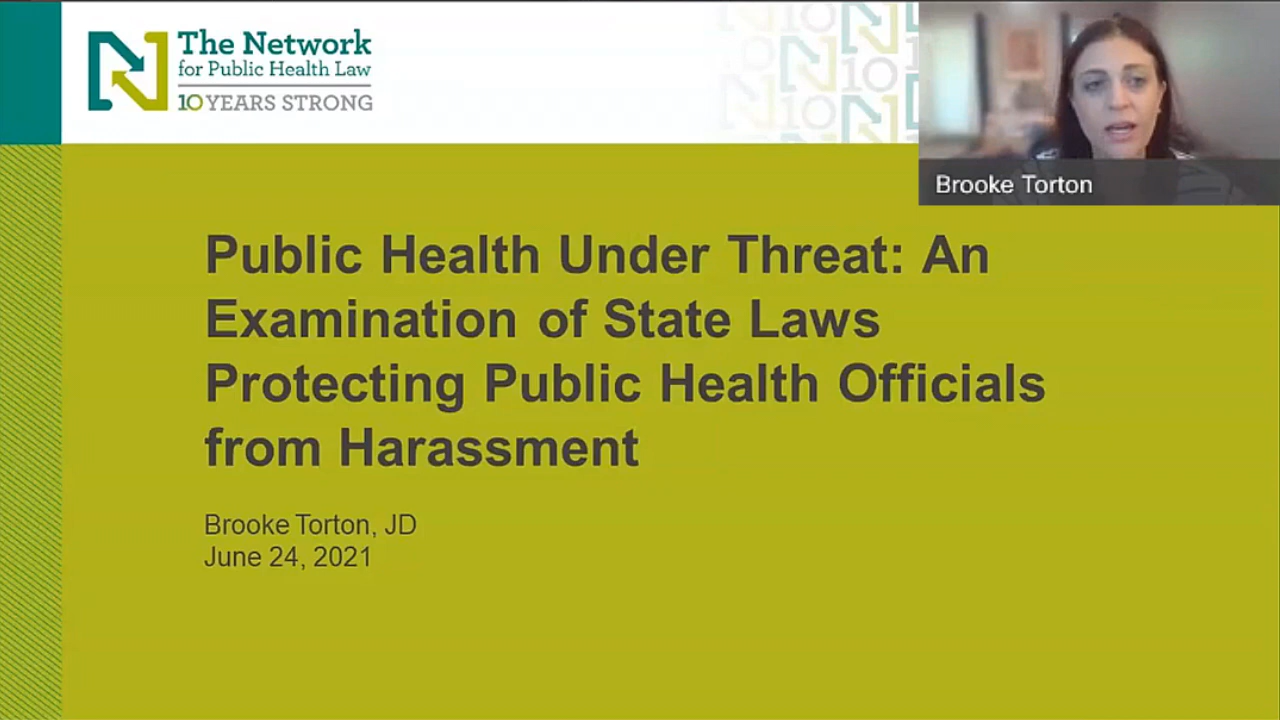 The Network
for Public Health Law
10 YEARS STRONG
Brooke Torton
Public Health Under Threat: An
Examination of State Laws
Protecting Public Health Officials
from Harassment
Brooke Torton, JD
June 24, 2021